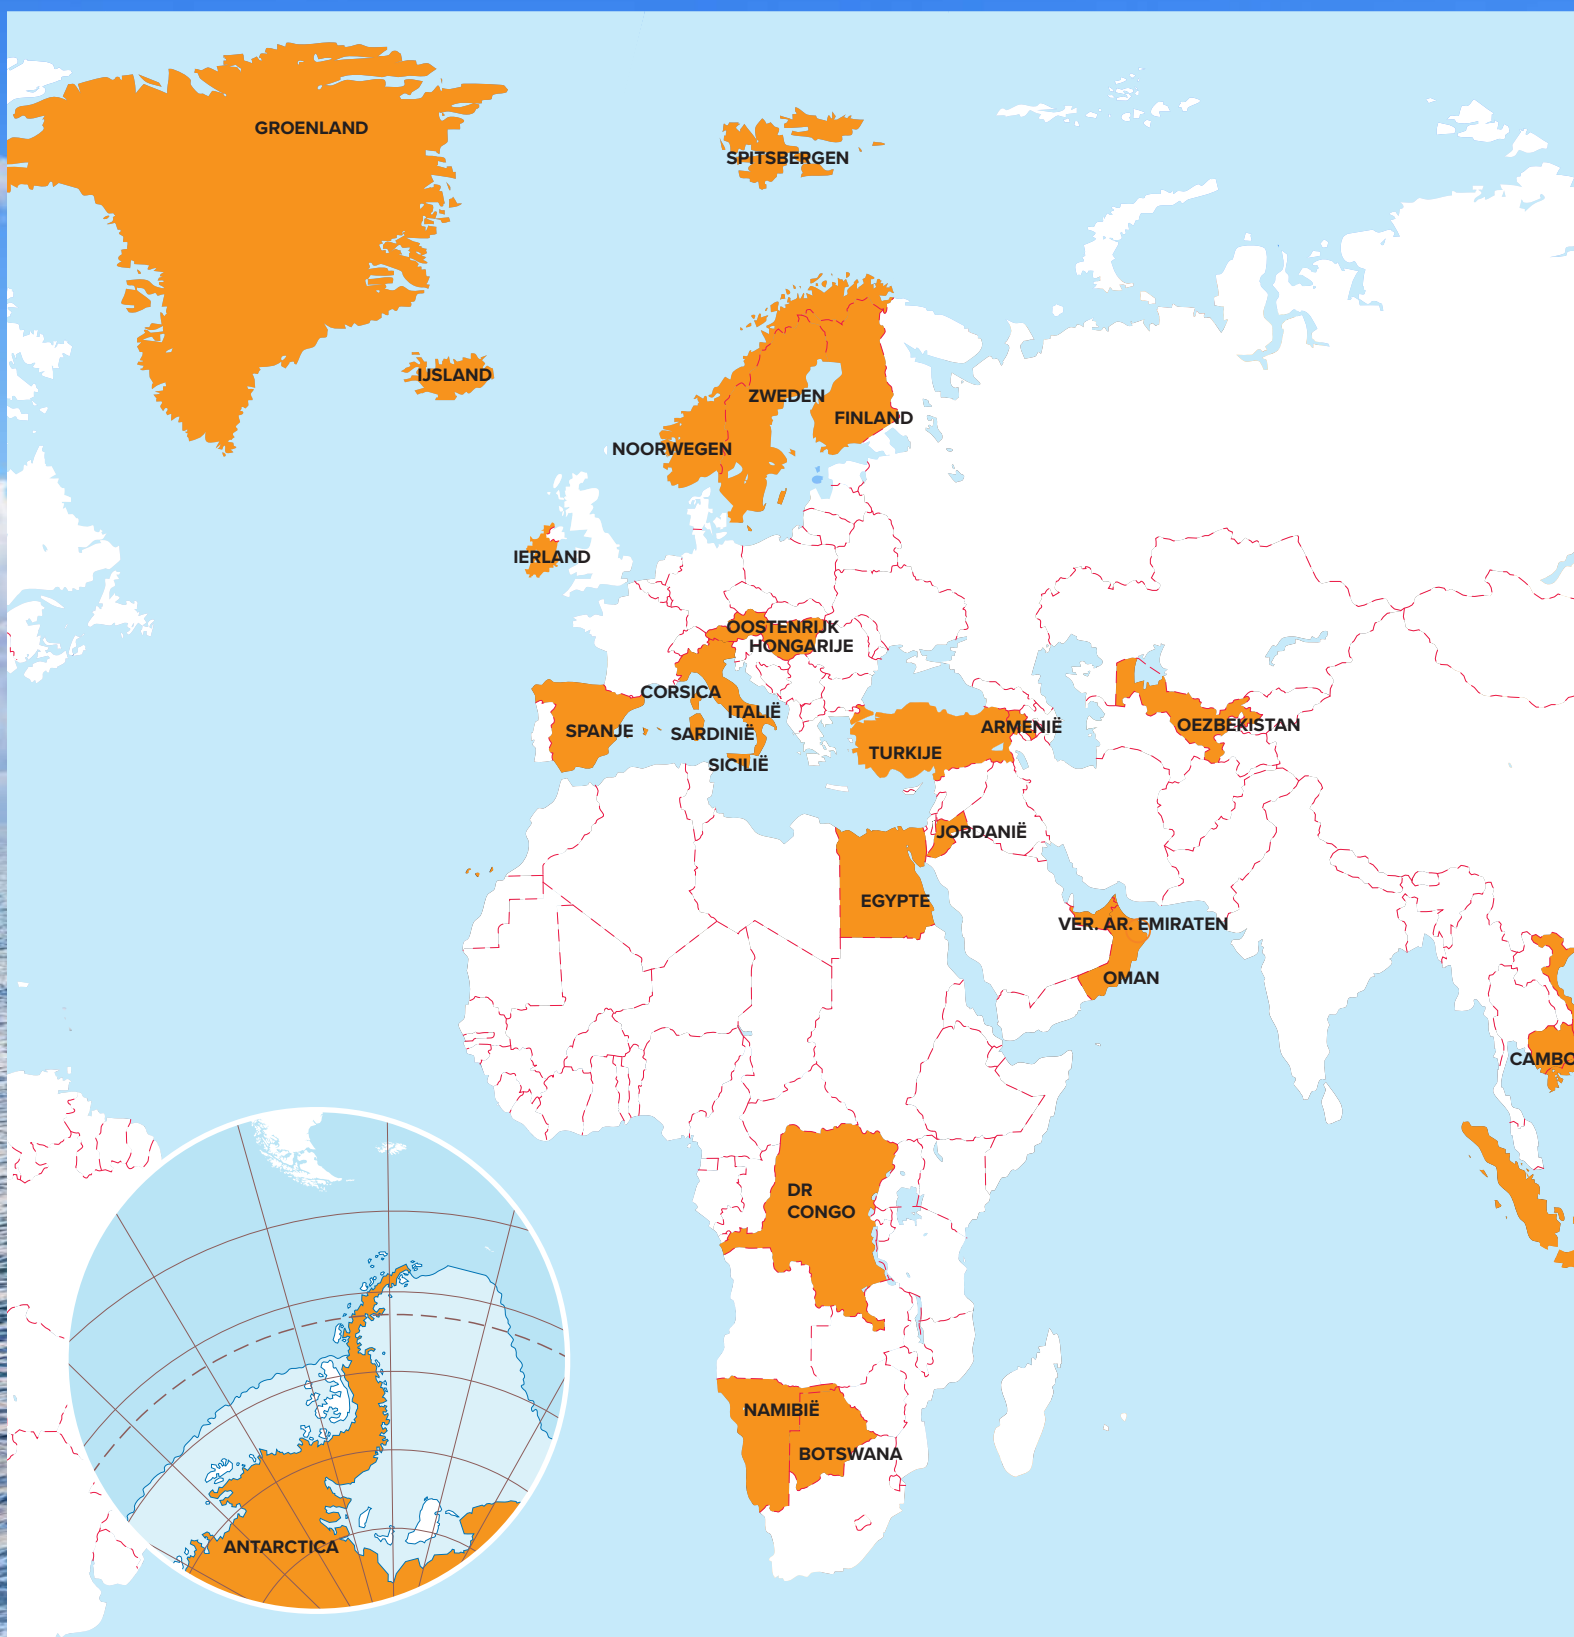 GROENLAND
SPITSBERGEN
IJSLAND
ZWEDEN
FINLAND
NOORWEGEN
IERLAND
OOSTENRIJK
HONGARIJE
CORSICA
ITALIË
SPANJE
SARDINIË
SICILIË
TURKIJE
ARMENIË
OEZBEKISTAN
JORDANIË
EGYPTE
VER. AR. EMIRATEN
OMAN
CAMBO
DR
CONGO
NAMIBIË
BOTSWANA
ANTARCTICA